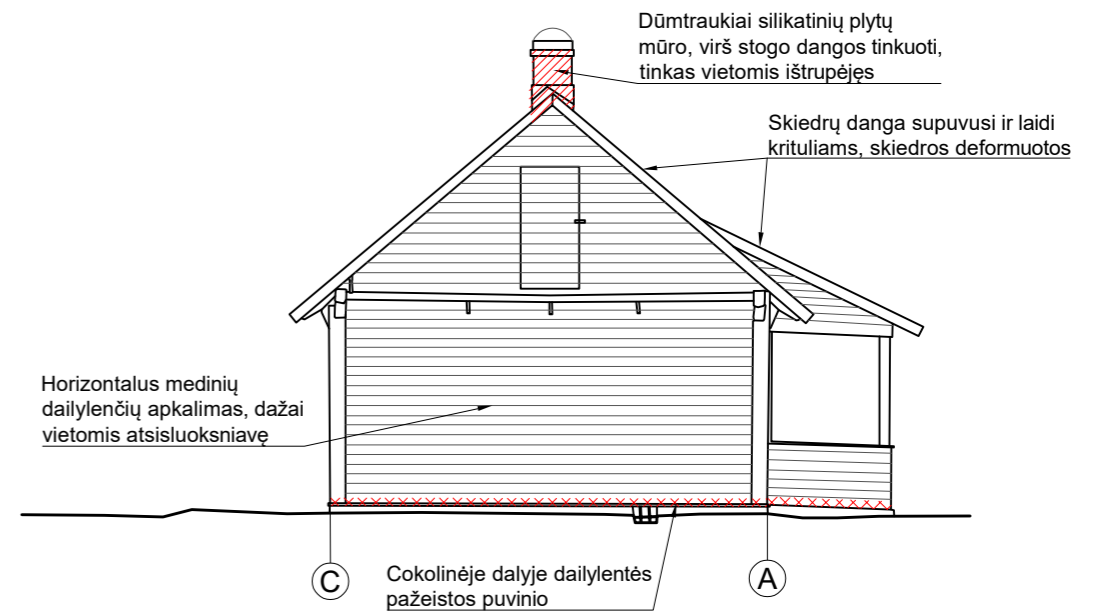 Dūmtraukiai silikatinių plytų
mūro, virš stogo dangos tinkuoti,
tinkas vietomis ištrupėjęs
Skiedrų danga supuvusi ir laidi
krituliams, skiedros deformuotos
Horizontalus medinių
dailylenčių apkalimas, dažai
vietomis atsisluoksniavę
Cokolinėje dalyje dailylentės
pažeistos puvinio
C
A